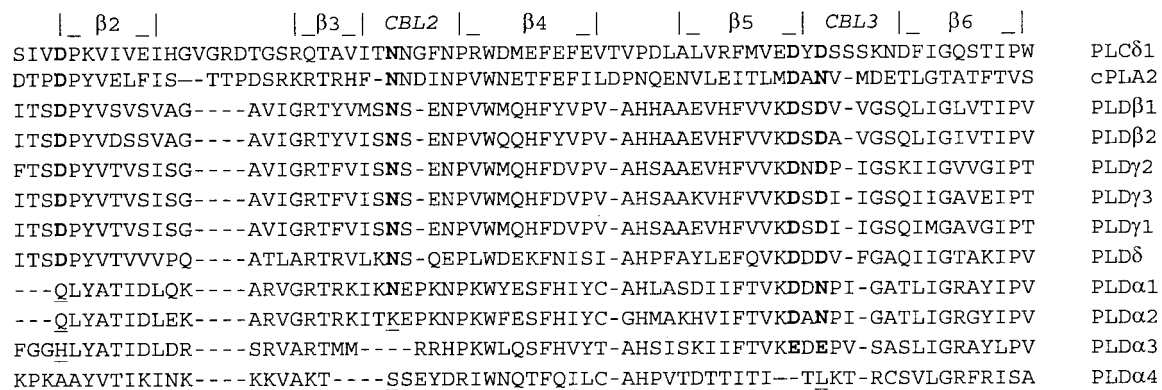 |_ β2 _| |_β3_| CBL2 |_ β4 _| |_ β5 _| CBL3 |_ β6 _|
SIVDPKVIVEIHGVGRDTGSRQTAVITNNGFNPRWDMEFEFEVTVPDLALVRFMVEDYDSSSKNDFIGQSTIPW PLCδ1
DTPDPYVELFIS—-TTPDSRKRTRHF-NNDINPVWNETFEFILDPNQENVLEITLMDANV-MDETLGTATFTVS cPLA2
ITSDPYVSVSVAG----AVIGRTYVMSNS-ENPVWMQHFYVPV-AHHAAEVHFVVKDSDV-VGSQLIGLVTIPV PLDβ1
ITSDPYVDSSVAG----AVIGRTYVISNS-ENPVWQQHFYVPV-AHHAAEVHFVVKDSDA-VGSQLIGIVTIPV PLDβ2
FTSDPYVTVSISG----AVIGRTFVISNS-ENPVWMQHFDVPV-AHSAAEVHFVVKDNDP-IGSKIIGVVGIPT PLDγ2
ITSDPYVTVSISG----AVIGRTFVISNS-ENPVWMQHFDVPV-AHSAAKVHFVVKDSDI-IGSQIIGAVEIPT PLDγ3
ITSDPYVTVSISG----AVIGRTFVISNS-ENPVWMQHFDVPV-AHSAAEVHFVVKDSDI-IGSQIMGAVGIPT PLDγ1
ITSDPYVTVVVPQ----ATLARTRVLKNS-QEPLWDEKFNISI-AHPFAYLEFQVKDDDV-FGAQIIGTAKIPV PLDδ
---QLYATIDLQK----ARVGRTRKIKNEPKNPKWYESFHIYC-AHLASDIIFTVKDDNPI-GATLIGRAYIPV PLDα1
---QLYATIDLEK----ARVGRTRKITKEPKNPKWFESFHIYC-GHMAKHVIFTVKDANPI-GATLIGRGYIPV PLDα2
FGGHLYATIDLDR----SRVARTMM----RRHPKWLQSFHVYT-AHSISKIIFTVKEDEPV-SASLIGRAYLPV PLDα3
KPKAAYVTIKINK----KKVAKT----SSEYDRIWNQTFQILC-AHPVTDTTITI--TLKT-RCSVLGRFRISA PLDα4